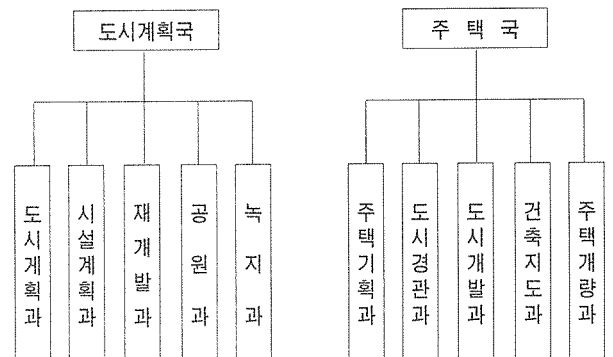 도시계획국
주 택 국
도시계획과
시설계획과
재개발과
공원과
녹지과
주택기획과
도시경관과
도시개발과
건축지도과
주택개량과